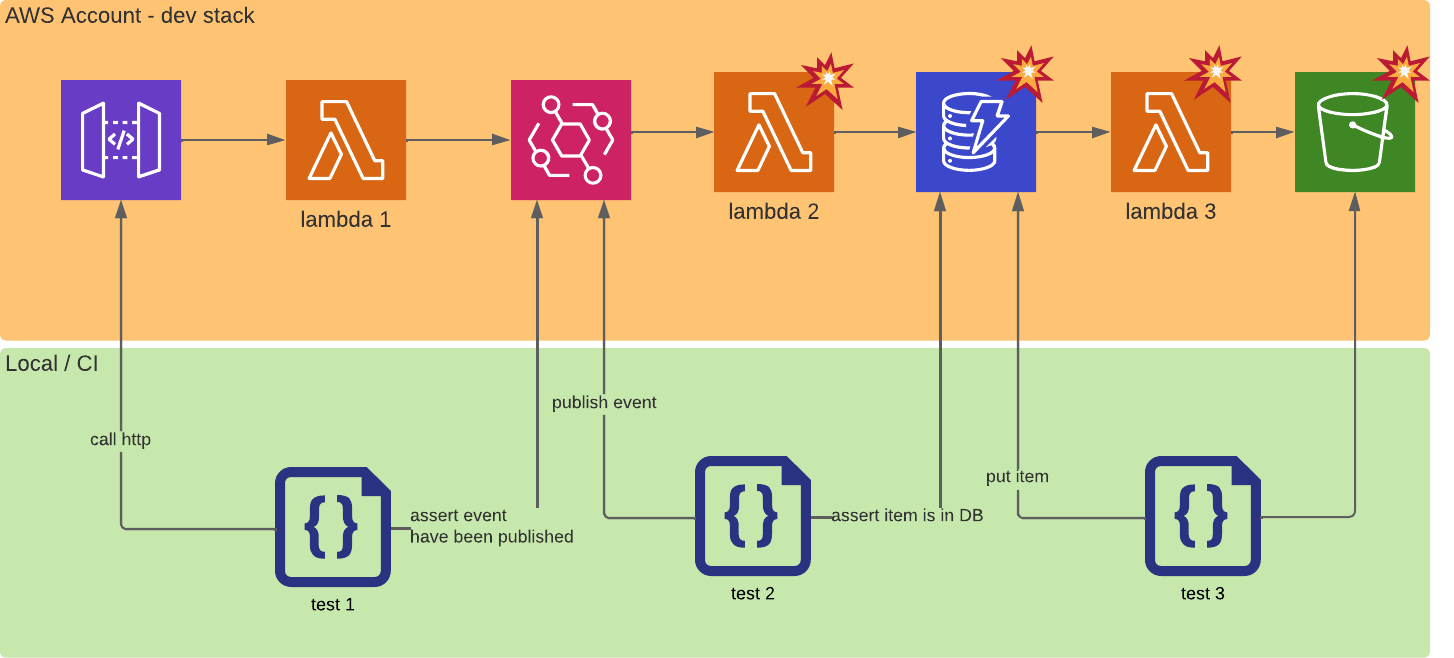 AWS Account - dev stack
</>
lambda 1
lambda 2
lambda 3
Local / CI
publish event
call http
put item
{ }
assert event
have been published
test 1
{ }
assert item is in DB
test 2
{ }
test 3